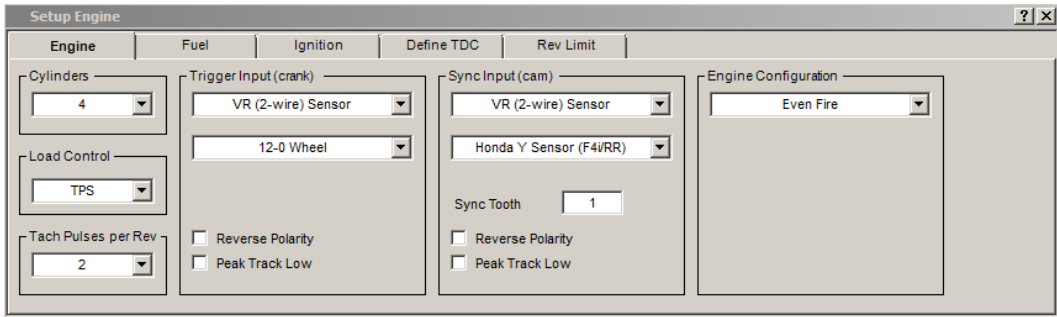 Setup Engine
? X
Engine Fuel Ignition Define TDC Rev Limit
Cylinders
4
Load Control
TPS
Tach Pulses per Rev
2
Trigger Input (crank)
VR (2-wire) Sensor
12-0 Wheel
Reverse Polarity
Peak Track Low
Sync Input (cam)
VR (2-wire) Sensor
Honda Y Sensor (F4i/RR)
Sync Tooth 1
Reverse Polarity
Peak Track Low
Engine Configuration
Even Fire